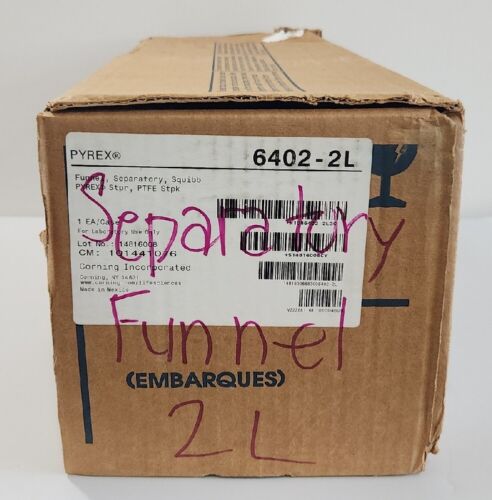 PYREX®
6402-2L
Funnel, Separatory, Squibb
PYREX® Stpr, PTFE Stpk
1 EA/Case
For Laboratory Use Only
Lot No.: 14816008
CM: 101441076
Corning Incorporated
Corning, NY 14831
Made in Mexico
Separatory
Funnel
(EMBARQUES)
2L